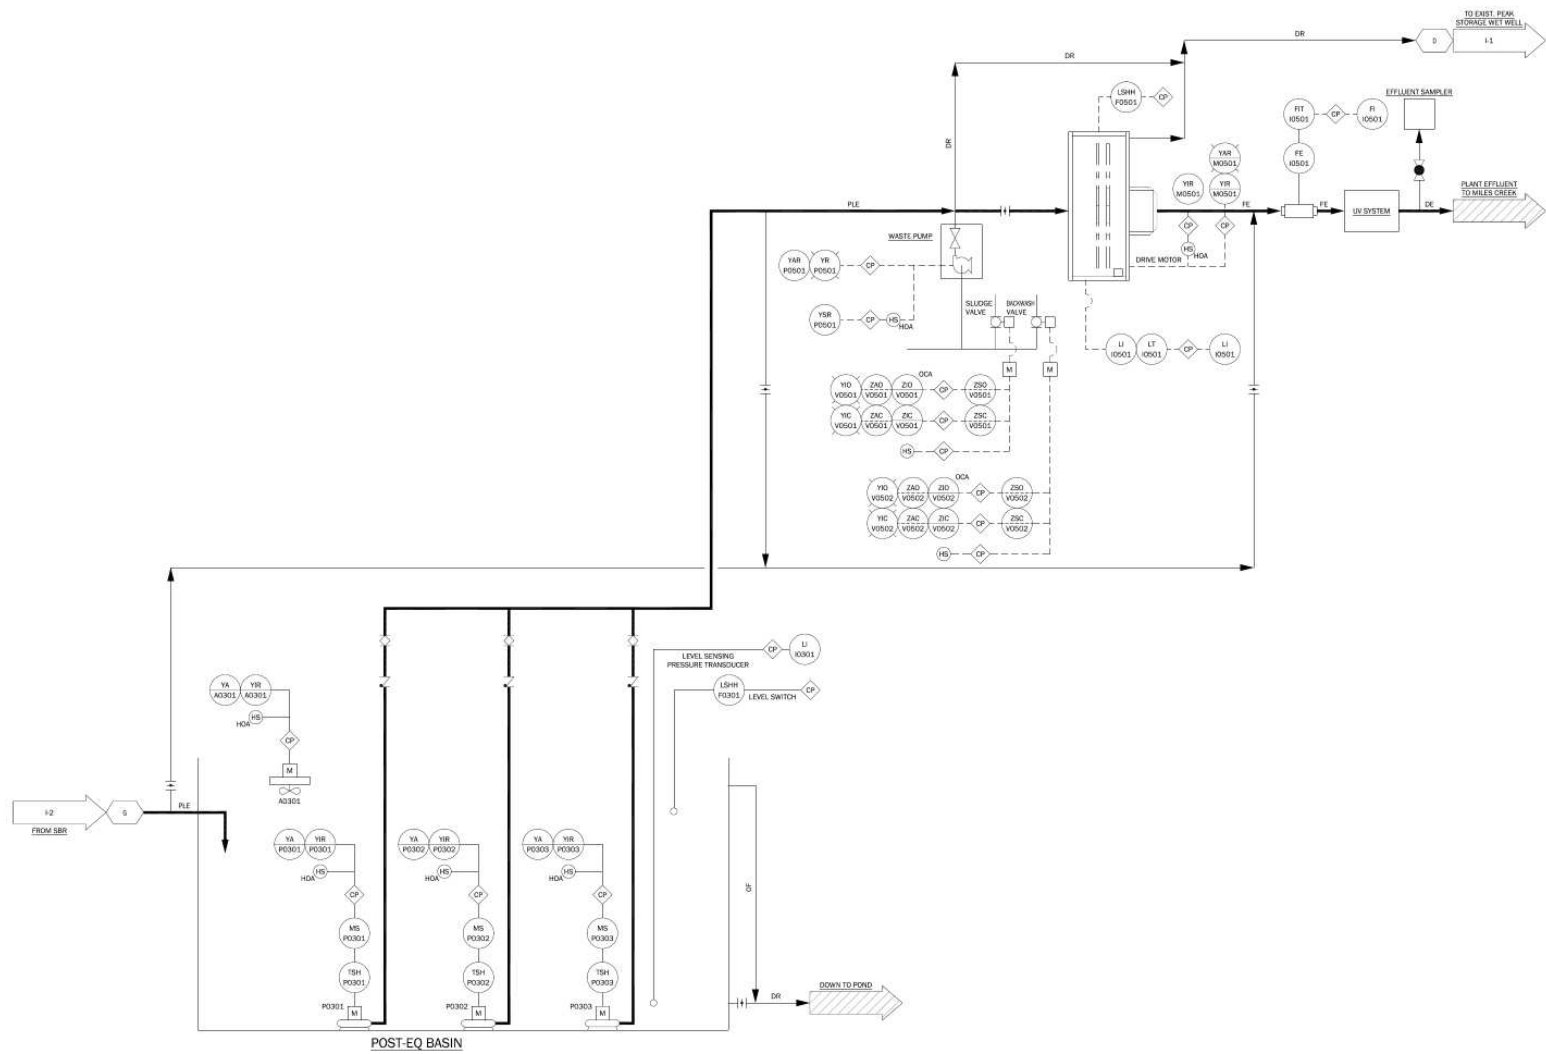 TO EXIST. PEAK
STORAGE WET WELL
DR
D
I-1
DR
LSHH
F0501
CP
EFFLUENT SAMPLER
FIT
I0501
CP
FI
I0501
DR
YAR
M0501
FE
I0501
YIR
M0501
YIR
M0501
PLANT EFFLUENT
TO MILES CREEK
PLE
FE
FE
UV SYSTEM
DE
CP
CP
WASTE PUMP
HS
HOA
DRIVE MOTOR
YAR
P0501
YR
P0501
CP
SLUDGE
VALVE
BACKWASH
VALVE
YSR
P0501
CP
HS
HOA
LI
I0501
LT
I0501
CP
LI
I0501
M
M
OCA
YIO
V0501
ZAO
V0501
ZIO
V0501
CP
ZSO
V0501
YIC
V0501
ZAC
V0501
ZIC
V0501
CP
ZSC
V0501
HS
CP
OCA
YIO
V0502
ZAO
V0502
ZIO
V0502
CP
ZSO
V0502
YIC
V0502
ZAC
V0502
ZIC
V0502
CP
ZSC
V0502
HS
CP
LEVEL SENSING
PRESSURE TRANSDUCER
CP
LI
I0301
YA
A0301
YIR
A0301
LSHH
F0301
LEVEL SWITCH
CP
HS
HOA
CP
M
A0301
I-2
G
PLE
FROM SBR
YA
P0301
YIR
P0301
YA
P0302
YIR
P0302
YA
P0303
YIR
P0303
HS
HOA
HS
HOA
HS
HOA
CP
CP
CP
OF
MS
P0301
MS
P0302
MS
P0303
TSH
P0301
TSH
P0302
TSH
P0303
DOWN TO POND
DR
P0301
M
P0302
M
P0303
M
POST-EQ BASIN